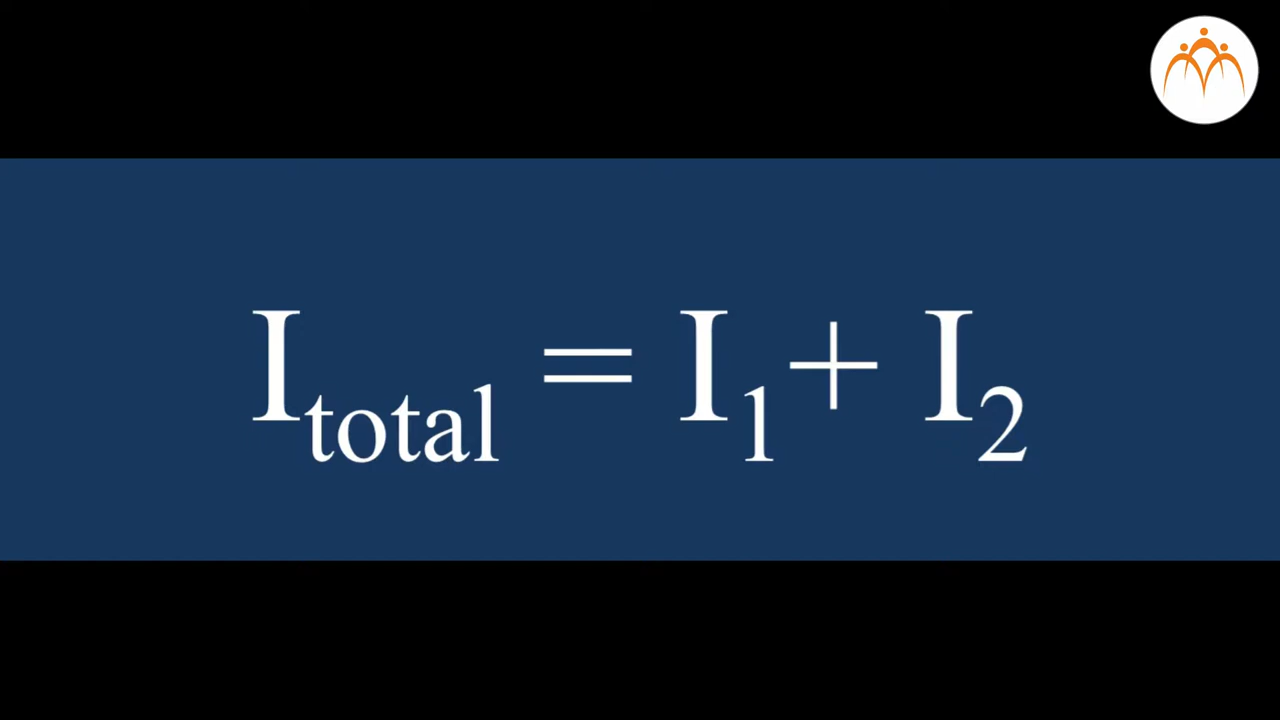 I_total = I_1 + I_2